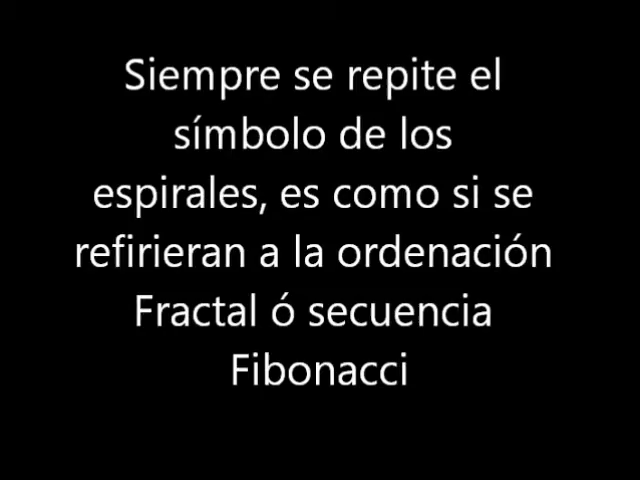 Siempre se repite el
símbolo de los
espirales, es como si se
refirieran a la ordenación
Fractal ó secuencia
Fibonacci